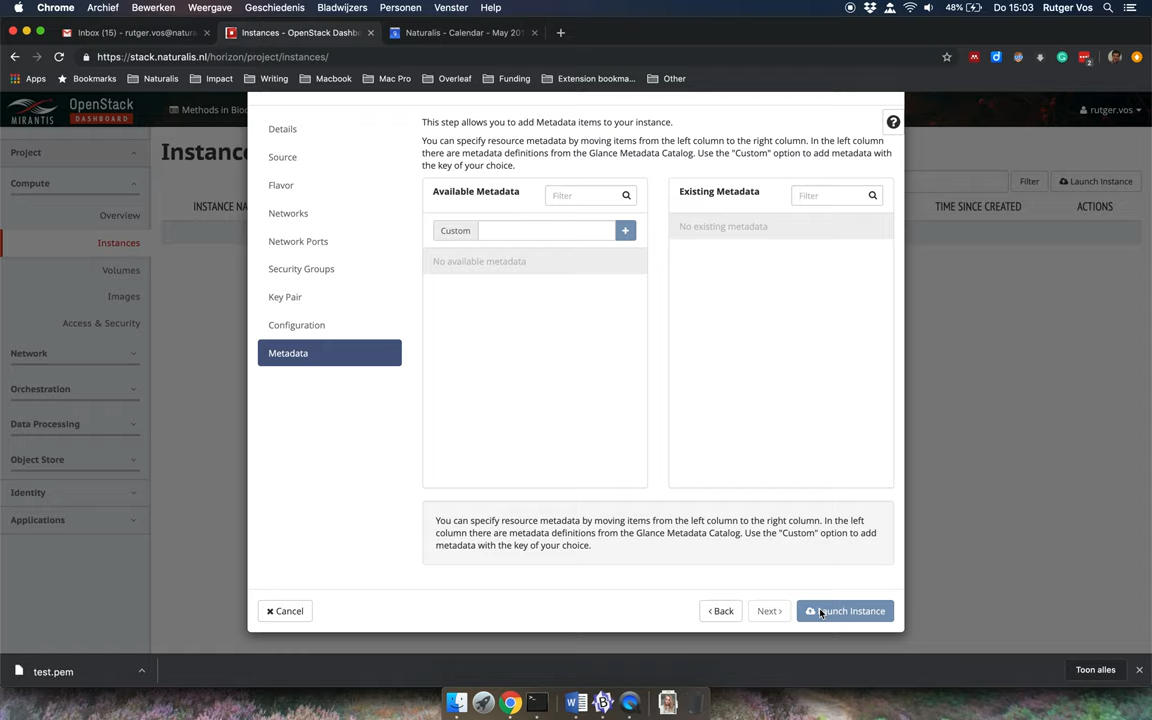 Chrome Archief Bewerken Weergave Geschiedenis Bladwijzers Personen Venster Help 48% Do 15:03 Rutger Vos
Inbox (15) - rutger.vos@natura Instances - OpenStack Dashbo Naturalis - Calendar - May 201
https://stack.naturalis.nl/horizon/project/instances/
Apps Bookmarks Naturalis Impact Writing Macbook Mac Pro Overleaf Funding Extension bookma... Other
MIRANTIS OpenStack DASHBOARD Methods in Biod rutger.vos
Project
Compute
Overview
Instances
Volumes
Images
Access & Security
Network
Orchestration
Data Processing
Object Store
Identity
Applications
Instanc
Filter Launch Instance
INSTANCE NA TIME SINCE CREATED ACTIONS
Details
Source
Flavor
Networks
Network Ports
Security Groups
Key Pair
Configuration
Metadata
This step allows you to add Metadata items to your instance.
You can specify resource metadata by moving items from the left column to the right column. In the left column
there are metadata definitions from the Glance Metadata Catalog. Use the "Custom" option to add metadata with
the key of your choice.
Available Metadata Filter
Custom +
No available metadata
Existing Metadata Filter
No existing metadata
You can specify resource metadata by moving items from the left column to the right column. In the left
column there are metadata definitions from the Glance Metadata Catalog. Use the "Custom" option to add
metadata with the key of your choice.
Cancel ‹ Back Next › Launch Instance
test.pem Toon alles